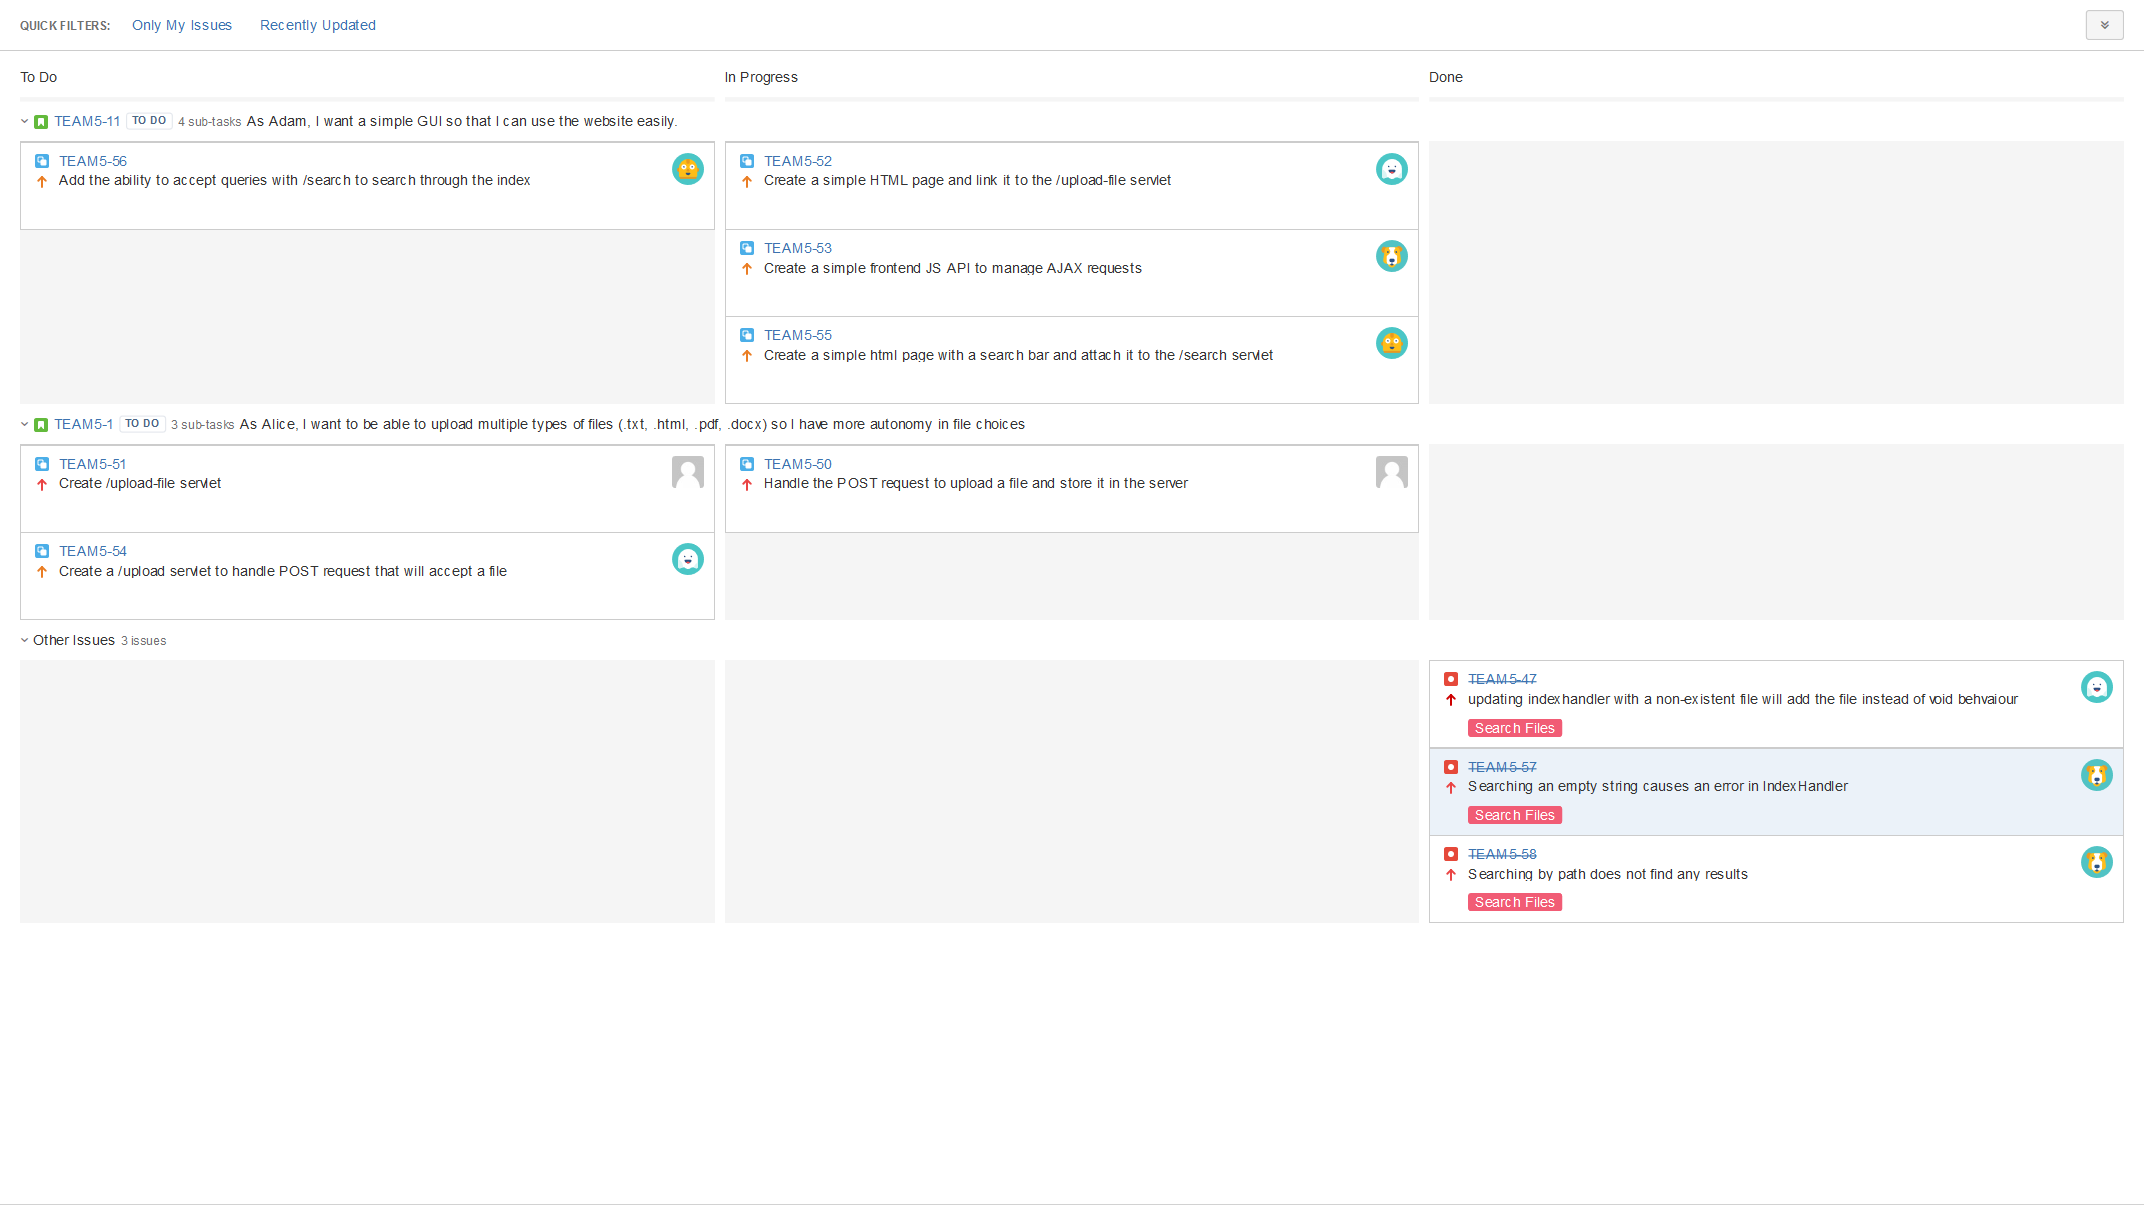 QUICK FILTERS: Only My Issues Recently Updated
To Do In Progress Done
TEAM5-11 TO DO 4 sub-tasks As Adam, I want a simple GUI so that I can use the website easily.
TEAM5-56
Add the ability to accept queries with /search to search through the index
TEAM5-52
Create a simple HTML page and link it to the /upload-file servlet
TEAM5-53
Create a simple frontend JS API to manage AJAX requests
TEAM5-55
Create a simple html page with a search bar and attach it to the /search servlet
TEAM5-1 TO DO 3 sub-tasks As Alice, I want to be able to upload multiple types of files (.txt, .html, .pdf, .docx) so I have more autonomy in file choices
TEAM5-51
Create /upload-file servlet
TEAM5-54
Create a /upload servlet to handle POST request that will accept a file
TEAM5-50
Handle the POST request to upload a file and store it in the server
Other Issues 3 issues
TEAM5-47
updating indexhandler with a non-existent file will add the file instead of void behvaiour
Search Files
TEAM5-57
Searching an empty string causes an error in IndexHandler
Search Files
TEAM5-58
Searching by path does not find any results
Search Files